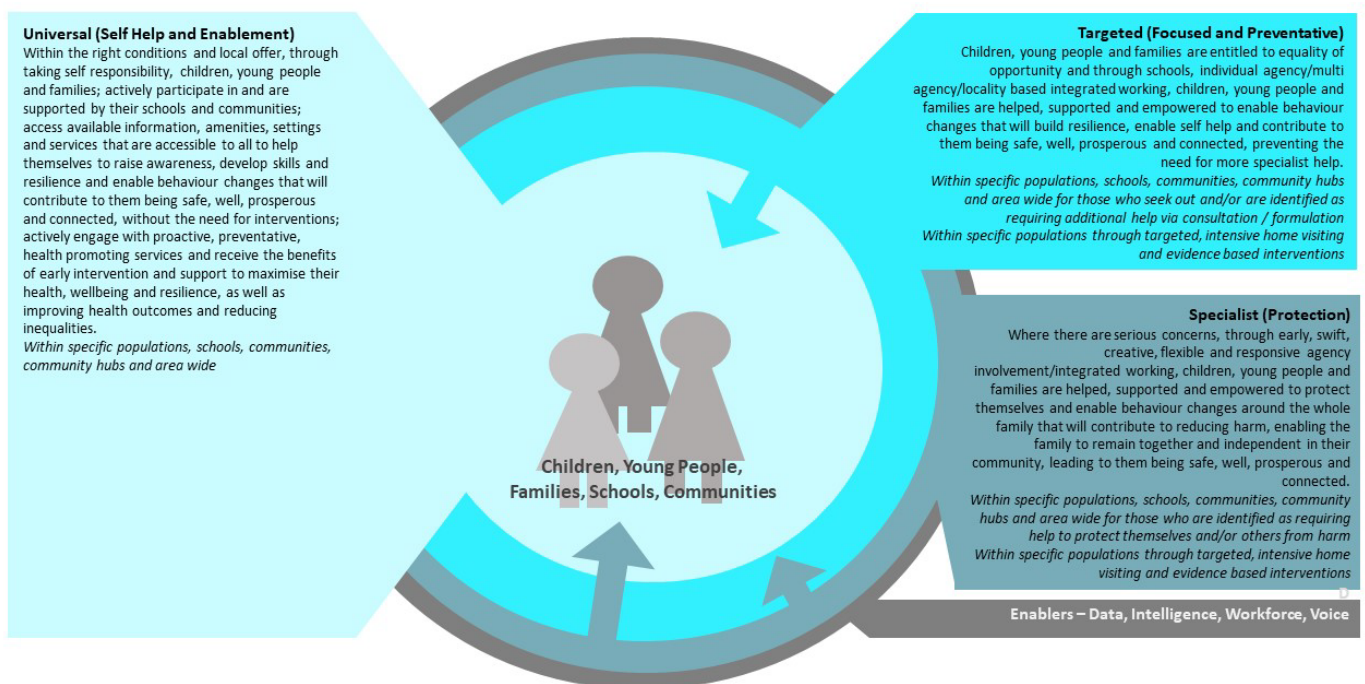 Universal (Self Help and Enablement)
Within the right conditions and local offer, through
taking self responsibility, children, young people
and families; actively participate in and are
supported by their schools and communities;
access available information, amenities, settings
and services that are accessible to all to help
themselves to raise awareness, develop skills and
resilience and enable behaviour changes that will
contribute to them being safe, well, prosperous
and connected, without the need for interventions;
actively engage with proactive, preventative,
health promoting services and receive the benefits
of early intervention and support to maximise their
health, wellbeing and resilience, as well as
improving health outcomes and reducing
inequalities.
Within specific populations, schools, communities,
community hubs and area wide
Targeted (Focused and Preventative)
Children, young people and families are entitled to equality of
opportunity and through schools, individual agency/multi
agency/locality based integrated working, children, young people and
families are helped, supported and empowered to enable behaviour
changes that will build resilience, enable self help and contribute to
them being safe, well, prosperous and connected, preventing the
need for more specialist help.
Within specific populations, schools, communities, community hubs
and area wide for those who seek out and/or are identified as
requiring additional help via consultation / formulation
Within specific populations through targeted, intensive home visiting
and evidence based interventions
Specialist (Protection)
Where there are serious concerns, through early, swift,
creative, flexible and responsive agency
involvement/integrated working, children, young people and
families are helped, supported and empowered to protect
themselves and enable behaviour changes around the whole
family that will contribute to reducing harm, enabling the
family to remain together and independent in their
community, leading to them being safe, well, prosperous and
connected.
Within specific populations, schools, communities, community
hubs and area wide for those who are identified as requiring
help to protect themselves and/or others from harm
Within specific populations through targeted, intensive home
visiting and evidence based interventions
D
Enablers – Data, Intelligence, Workforce, Voice
Children, Young People,
Families, Schools, Communities